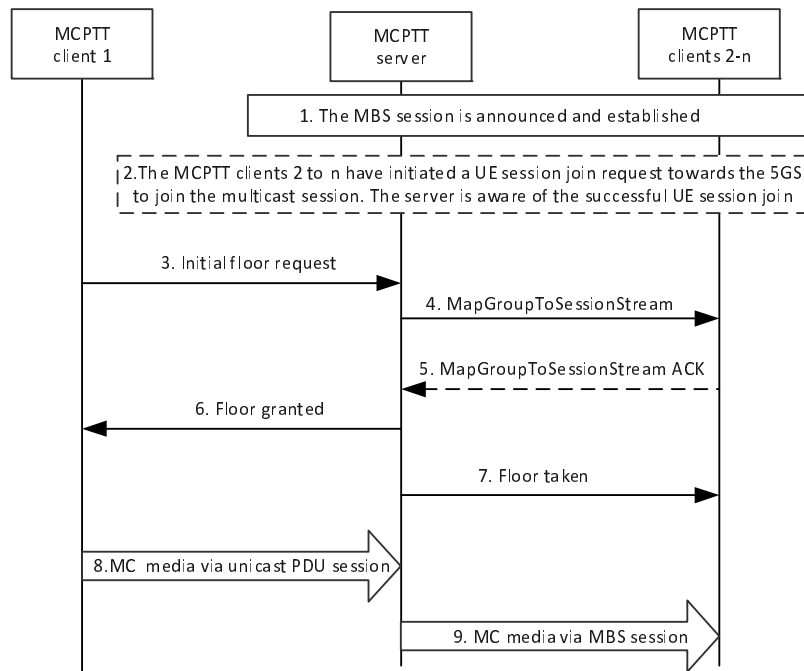 MCPTT
client 1
MCPTT
server
MCPTT
clients 2-n
1. The MBS session is announced and established
2.The MCPTT clients 2 to n have initiated a UE session join request towards the 5GS
to join the multicast session. The server is aware of the successful UE session join
3. Initial floor request
4. MapGroupToSessionStream
5. MapGroupToSessionStream ACK
6. Floor granted
7. Floor taken
8.MC media via unicast PDU session
9. MC media via MBS session